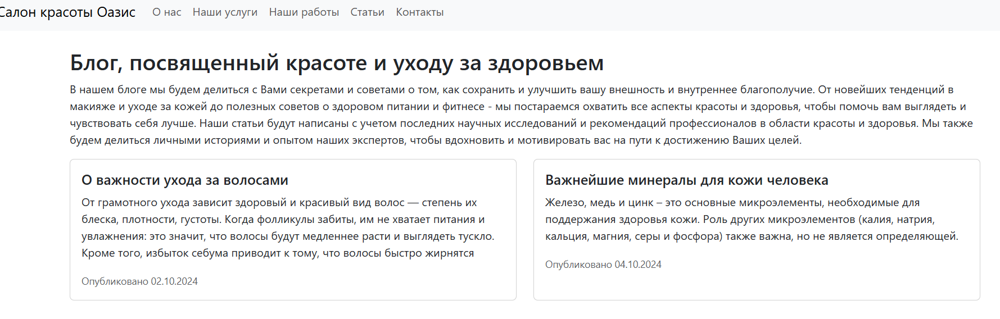 Салон красоты Оазис О нас Наши услуги Наши работы Статьи Контакты
Блог, посвященный красоте и уходу за здоровьем
В нашем блоге мы будем делиться с Вами секретами и советами о том, как сохранить и улучшить вашу внешность и внутреннее благополучие. От новейших тенденций в
макияже и уходе за кожей до полезных советов о здоровом питании и фитнесе - мы постараемся охватить все аспекты красоты и здоровья, чтобы помочь вам выглядеть и
чувствовать себя лучше. Наши статьи будут написаны с учетом последних научных исследований и рекомендаций профессионалов в области красоты и здоровья. Мы также
будем делиться личными историями и опытом наших экспертов, чтобы вдохновить и мотивировать вас на пути к достижению Ваших целей.
О важности ухода за волосами
От грамотного ухода зависит здоровый и красивый вид волос — степень их
блеска, плотности, густоты. Когда фолликулы забиты, им не хватает питания и
увлажнения: это значит, что волосы будут медленнее расти и выглядеть тускло.
Кроме того, избыток себума приводит к тому, что волосы быстро жирнятся
Опубликовано 02.10.2024
Важнейшие минералы для кожи человека
Железо, медь и цинк – это основные микроэлементы, необходимые для
поддержания здоровья кожи. Роль других микроэлементов (калия, натрия,
кальция, магния, серы и фосфора) также важна, но не является определяющей.
Опубликовано 04.10.2024